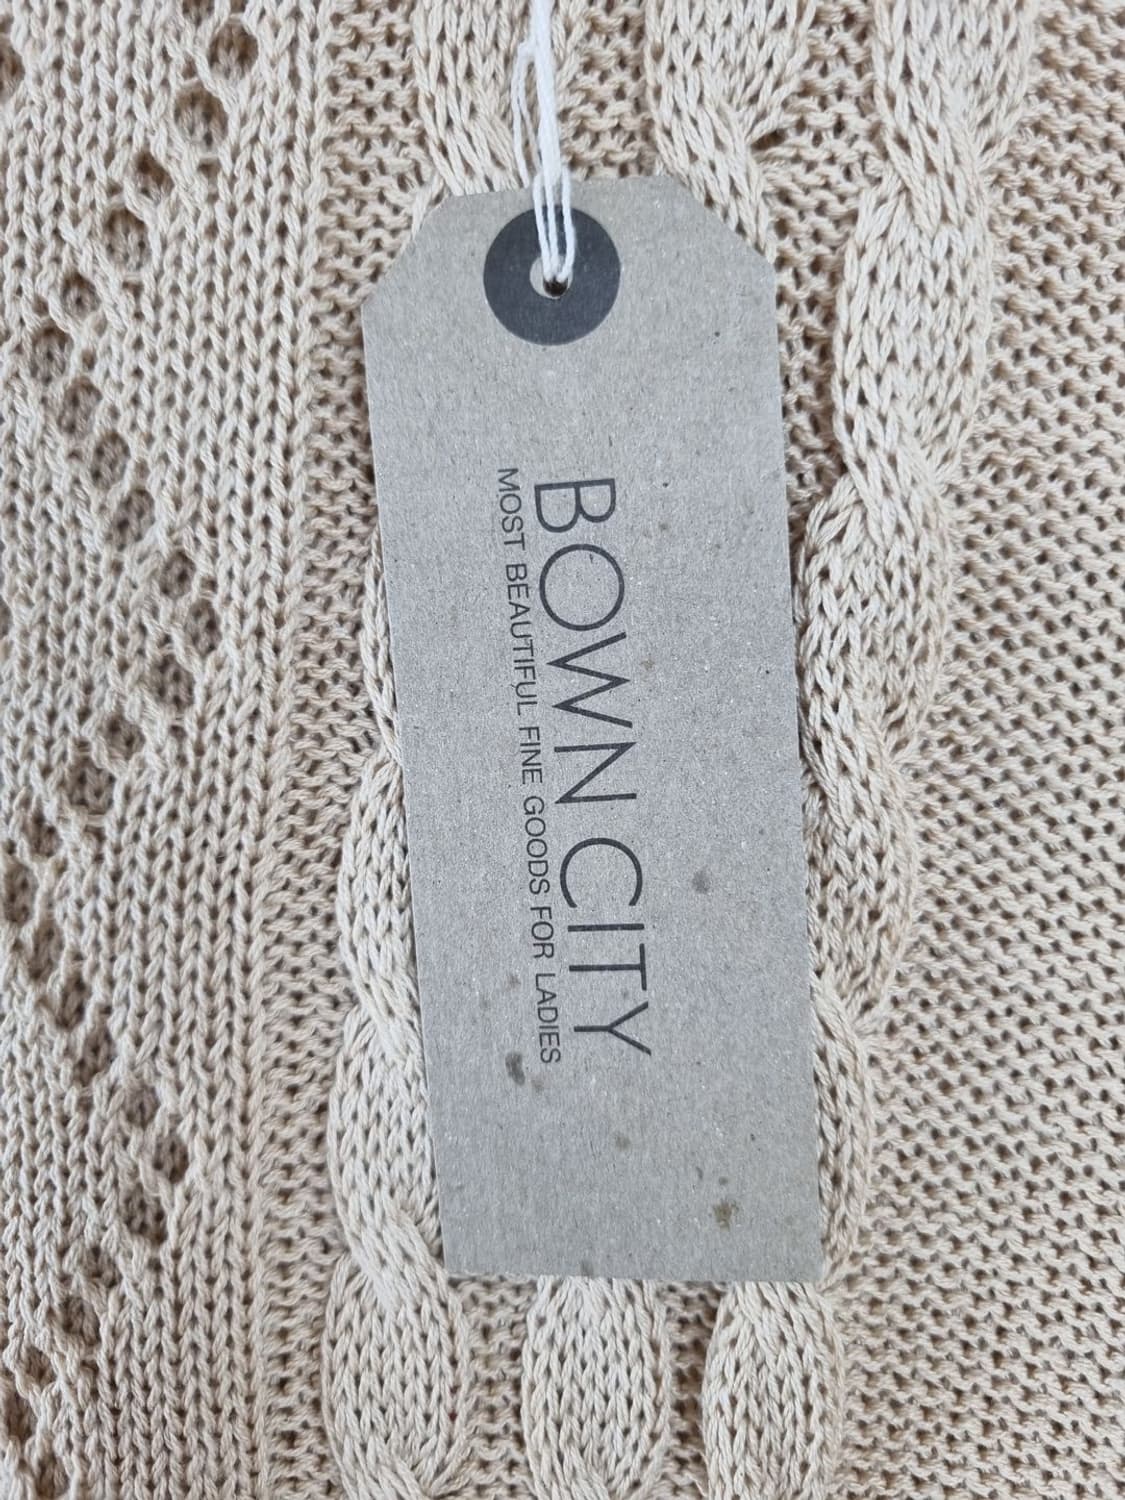 BOWN CITY
MOST BEAUTIFUL FINE GOODS FOR LADIES